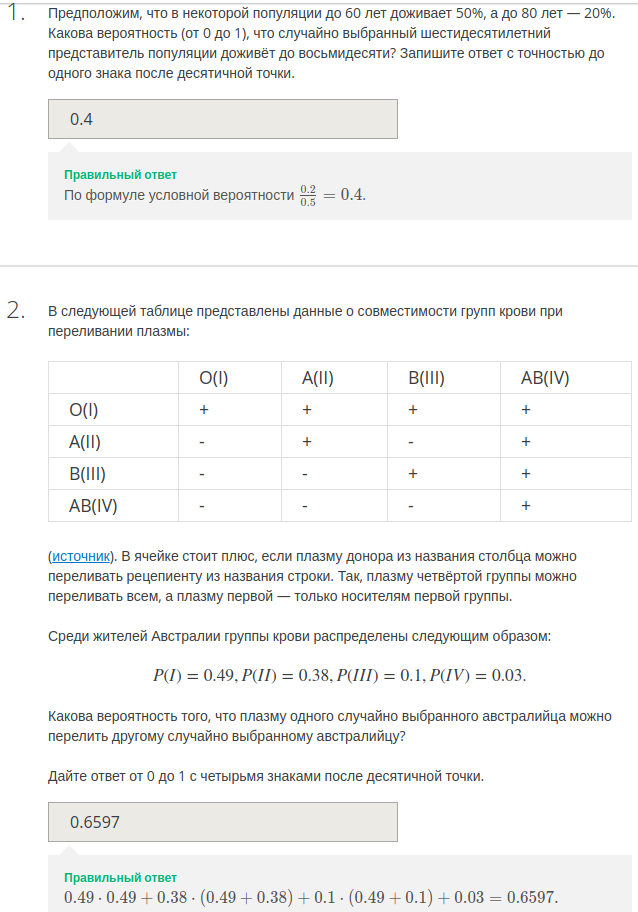 1.
Предположим, что в некоторой популяции до 60 лет доживает 50%, а до 80 лет — 20%.
Какова вероятность (от 0 до 1), что случайно выбранный шестидесятилетний
представитель популяции доживёт до восьмидесяти? Запишите ответ с точностью до
одного знака после десятичной точки.
0.4
Правильный ответ
По формуле условной вероятности 0.2/0.5 = 0.4.
2.
В следующей таблице представлены данные о совместимости групп крови при
переливании плазмы:
O(I) A(II) B(III) AB(IV)
O(I) + + + +
A(II) - + - +
B(III) - - + +
AB(IV) - - - +
(источник). В ячейке стоит плюс, если плазму донора из названия столбца можно
переливать рецепиенту из названия строки. Так, плазму четвёртой группы можно
переливать всем, а плазму первой — только носителям первой группы.
Среди жителей Австралии группы крови распределены следующим образом:
P(I) = 0.49, P(II) = 0.38, P(III) = 0.1, P(IV) = 0.03.
Какова вероятность того, что плазму одного случайно выбранного австралийца можно
перелить другому случайно выбранному австралийцу?
Дайте ответ от 0 до 1 с четырьмя знаками после десятичной точки.
0.6597
Правильный ответ
0.49 · 0.49 + 0.38 · (0.49 + 0.38) + 0.1 · (0.49 + 0.1) + 0.03 = 0.6597.